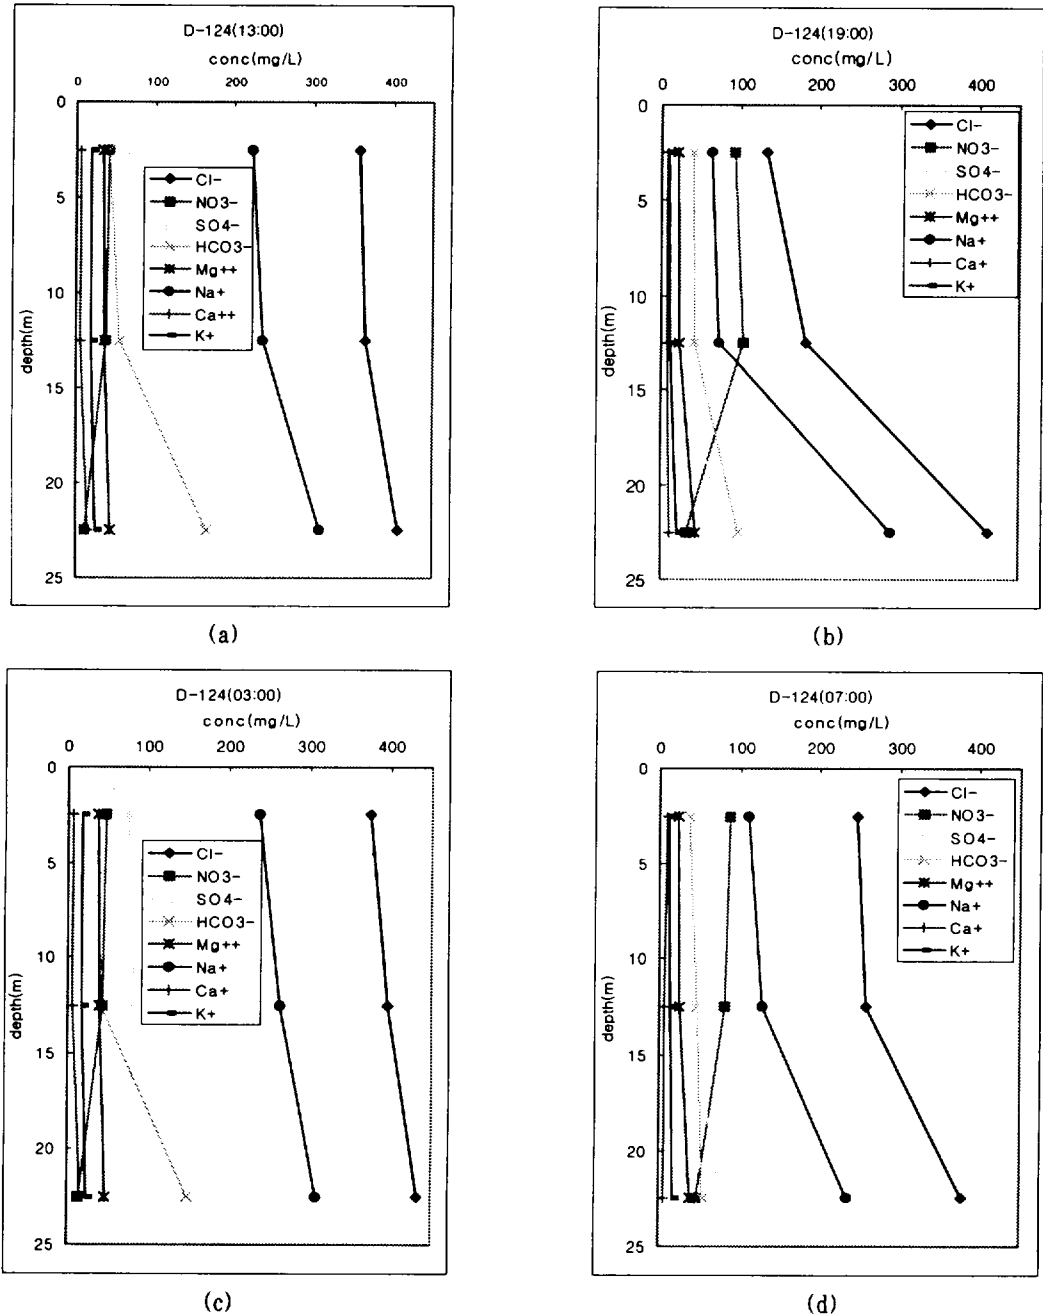 D-124(13:00)
conc(mg/L)
0 100 200 300 400
0
5
10
15
20
25
depth(m)
Cl-
NO3-
SO4-
HCO3-
Mg++
Na+
Ca++
K+
(a)
D-124(19:00)
conc(mg/L)
0 100 200 300 400
0
5
10
15
20
25
depth(m)
Cl-
NO3-
SO4-
HCO3-
Mg++
Na+
Ca+
K+
(b)
D-124(03:00)
conc(mg/L)
0 100 200 300 400
0
5
10
15
20
25
depth(m)
Cl-
NO3-
SO4-
HCO3-
Mg++
Na+
Ca+
K+
(c)
D-124(07:00)
conc(mg/L)
0 100 200 300 400
0
5
10
15
20
25
depth(m)
Cl-
NO3-
SO4-
HCO3-
Mg++
Na+
Ca+
K+
(d)